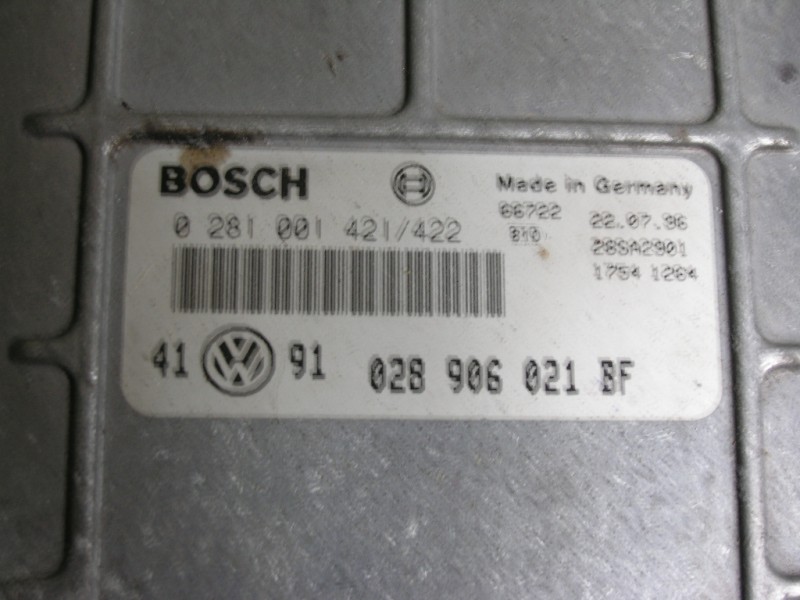 BOSCH
Made in Germany
0 281 001 421/422
66722
22.07.96
28SA2901
1754 1264
41 VW 91 028 906 021 BF